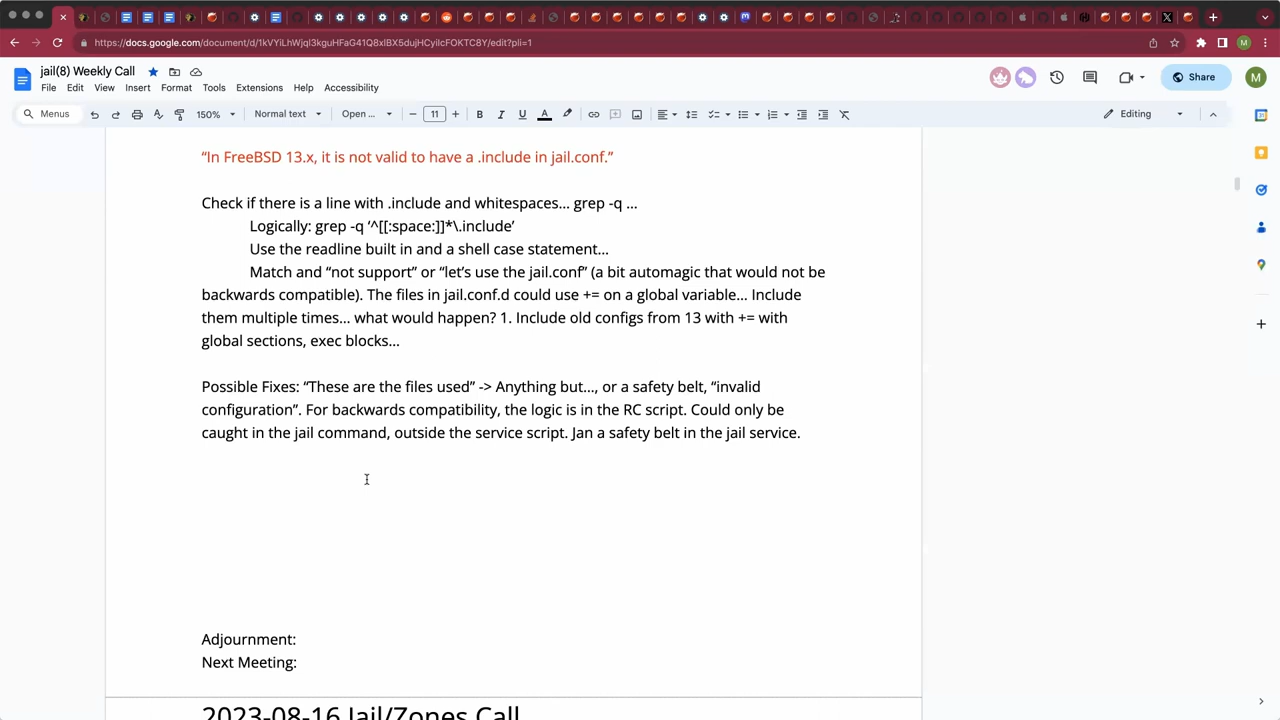 https://docs.google.com/document/d/1kVYiLhWjqI3kguHFaG41Q8xIBX5dujHCyiIcFOKTC8Y/edit?pli=1
M
jail(8) Weekly Call
File Edit View Insert Format Tools Extensions Help Accessibility
Share
M
Menus
150%
Normal text
Open ...
11
B I U A
Editing
“In FreeBSD 13.x, it is not valid to have a .include in jail.conf.”
Check if there is a line with .include and whitespaces… grep -q …
Logically: grep -q ‘^[[:space:]]*\.include’
Use the readline built in and a shell case statement…
Match and “not support” or “let’s use the jail.conf” (a bit automagic that would not be
backwards compatible). The files in jail.conf.d could use += on a global variable… Include
them multiple times… what would happen? 1. Include old configs from 13 with += with
global sections, exec blocks…
Possible Fixes: “These are the files used” -> Anything but…, or a safety belt, “invalid
configuration”. For backwards compatibility, the logic is in the RC script. Could only be
caught in the jail command, outside the service script. Jan a safety belt in the jail service.
Adjournment:
Next Meeting:
2023-08-16 Jail/Zones Call